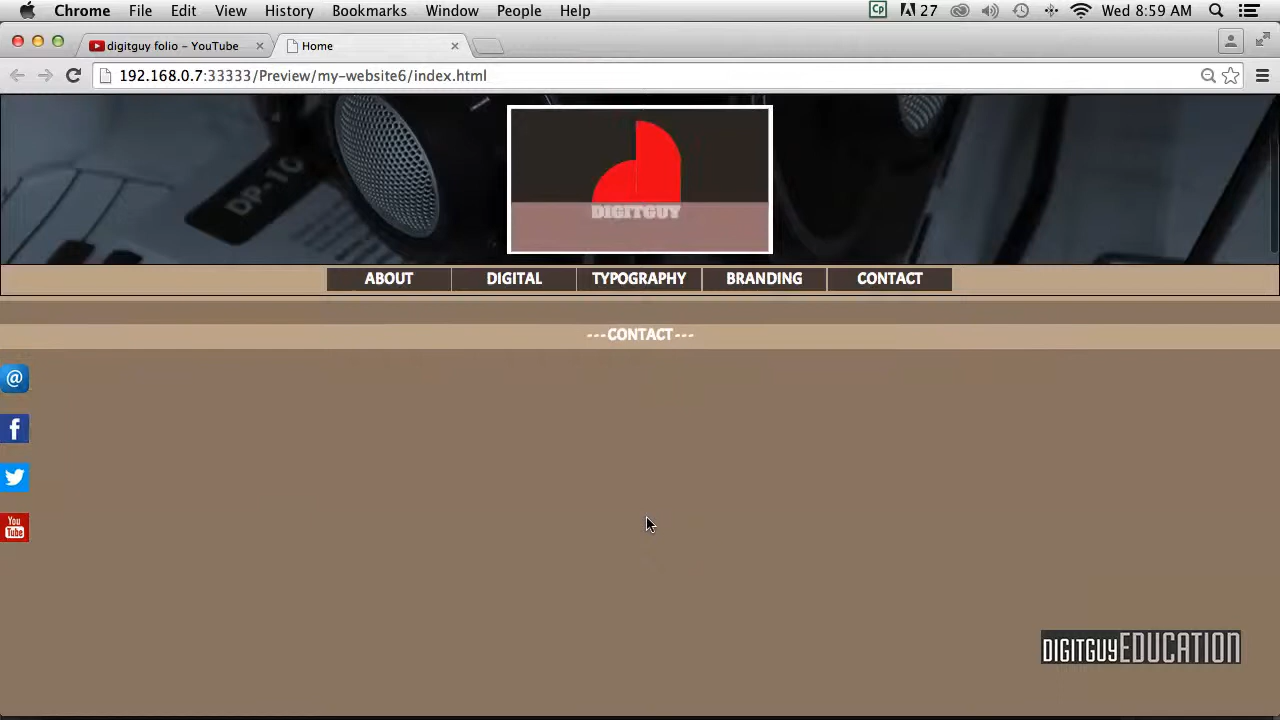 Chrome File Edit View History Bookmarks Window People Help 27 Wed 8:59 AM
digitguy folio – YouTube Home
192.168.0.7:33333/Preview/my-website6/index.html
DP-10
DIGITGUY
ABOUT DIGITAL TYPOGRAPHY BRANDING CONTACT
---CONTACT---
@
f
You
Tube
DIGITGUYEDUCATION